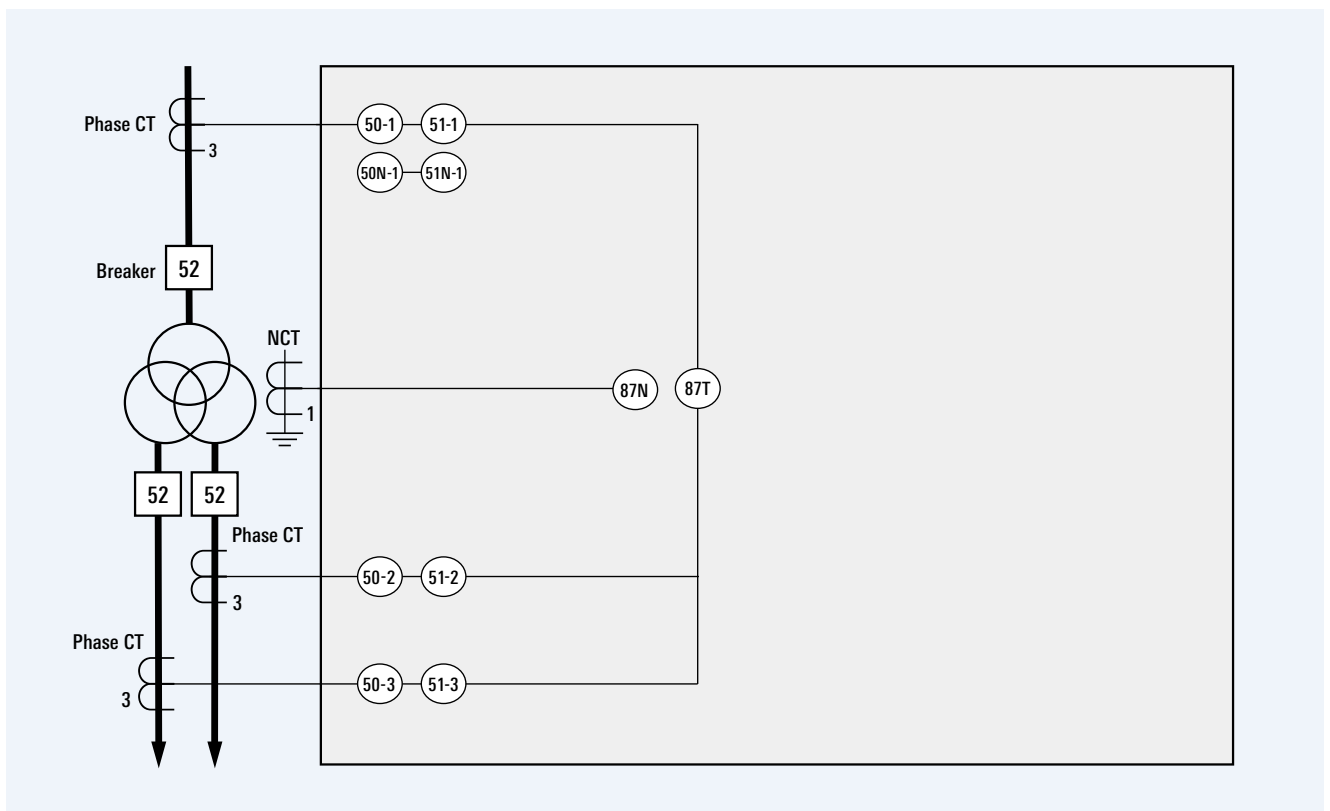 Phase CT
3
50-1
51-1
50N-1
51N-1
Breaker
52
NCT
1
87N
87T
52
52
Phase CT
3
50-2
51-2
Phase CT
3
50-3
51-3